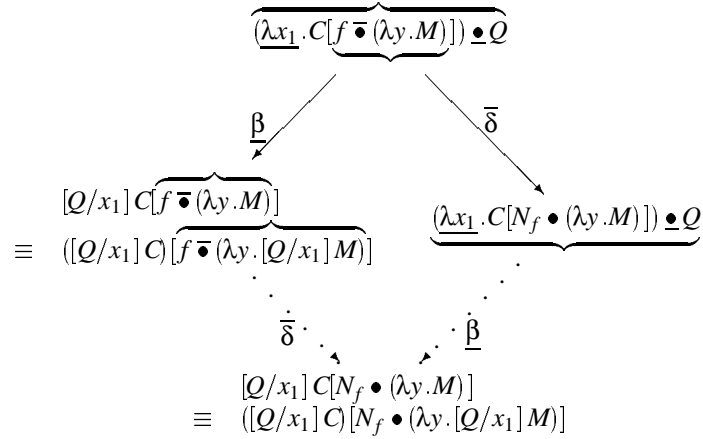 (λx₁ .C[f •̅ (λy .M)]) •̲ Q
β̲ δ̅
[Q/x₁] C[f •̅ (λy .M)]
≡ ([Q/x₁] C)[f •̅ (λy .[Q/x₁] M)]
(λx₁ .C[N_f • (λy .M)]) •̲ Q
δ̅ β̲
[Q/x₁] C[N_f • (λy .M)]
≡ ([Q/x₁] C)[N_f • (λy .[Q/x₁] M)]